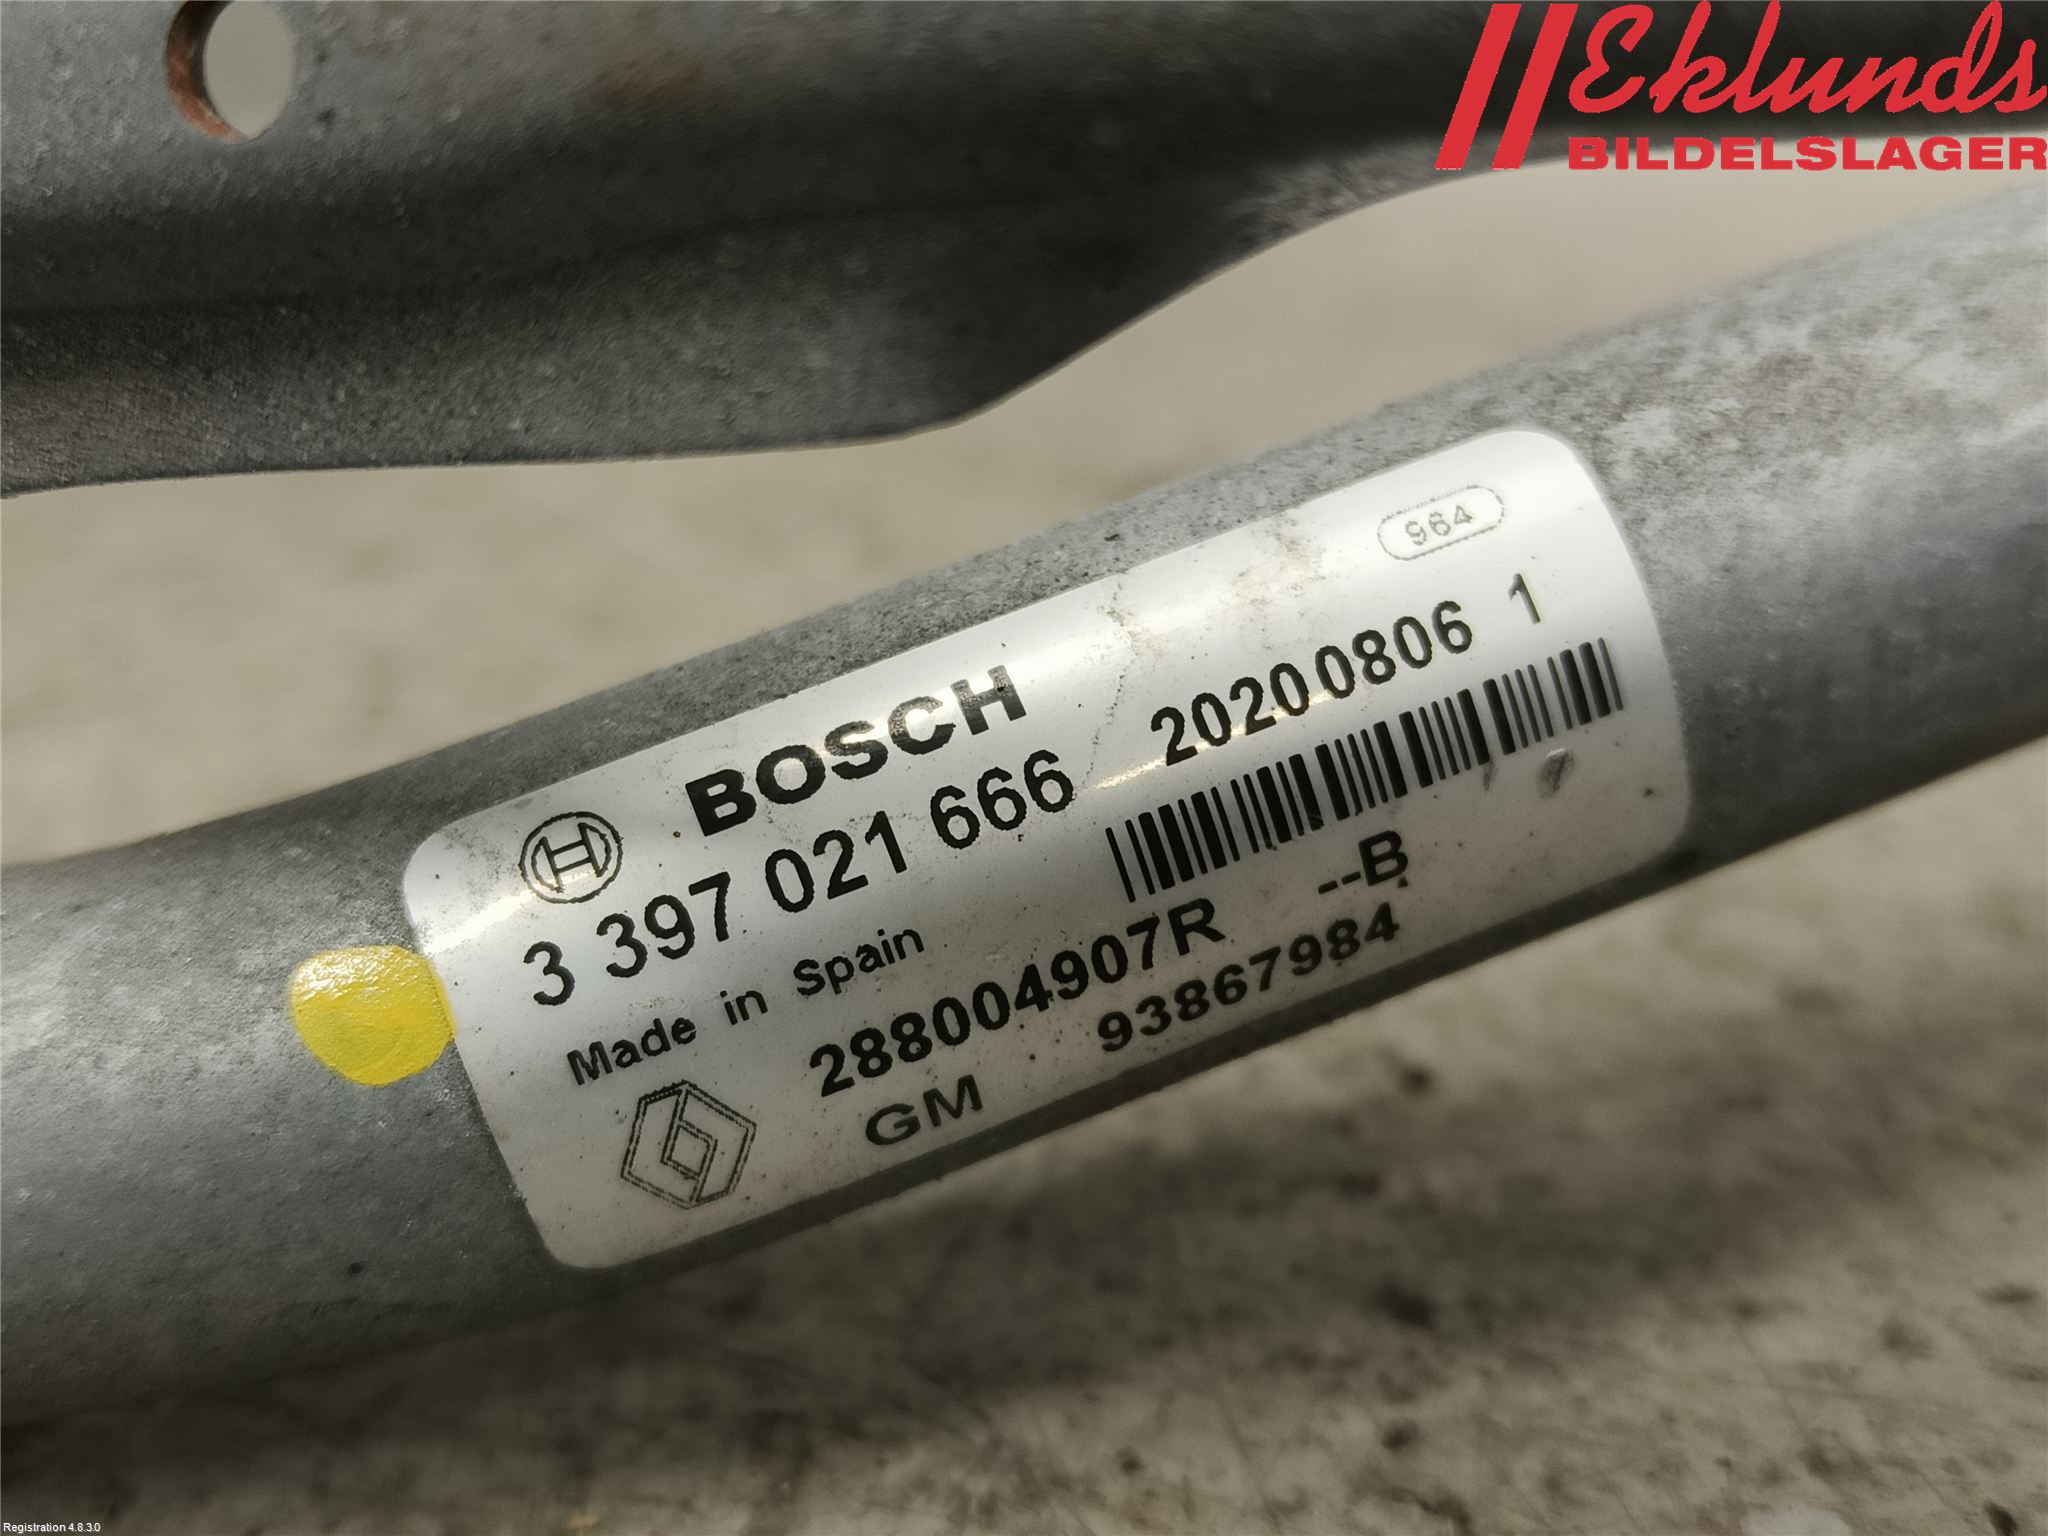 Eklunds
BILDELSLAGER
964
BOSCH
3 397 021 666 20200806 1
Made in Spain
288004907R --B
GM 93867984
Registration 4.8.3.0